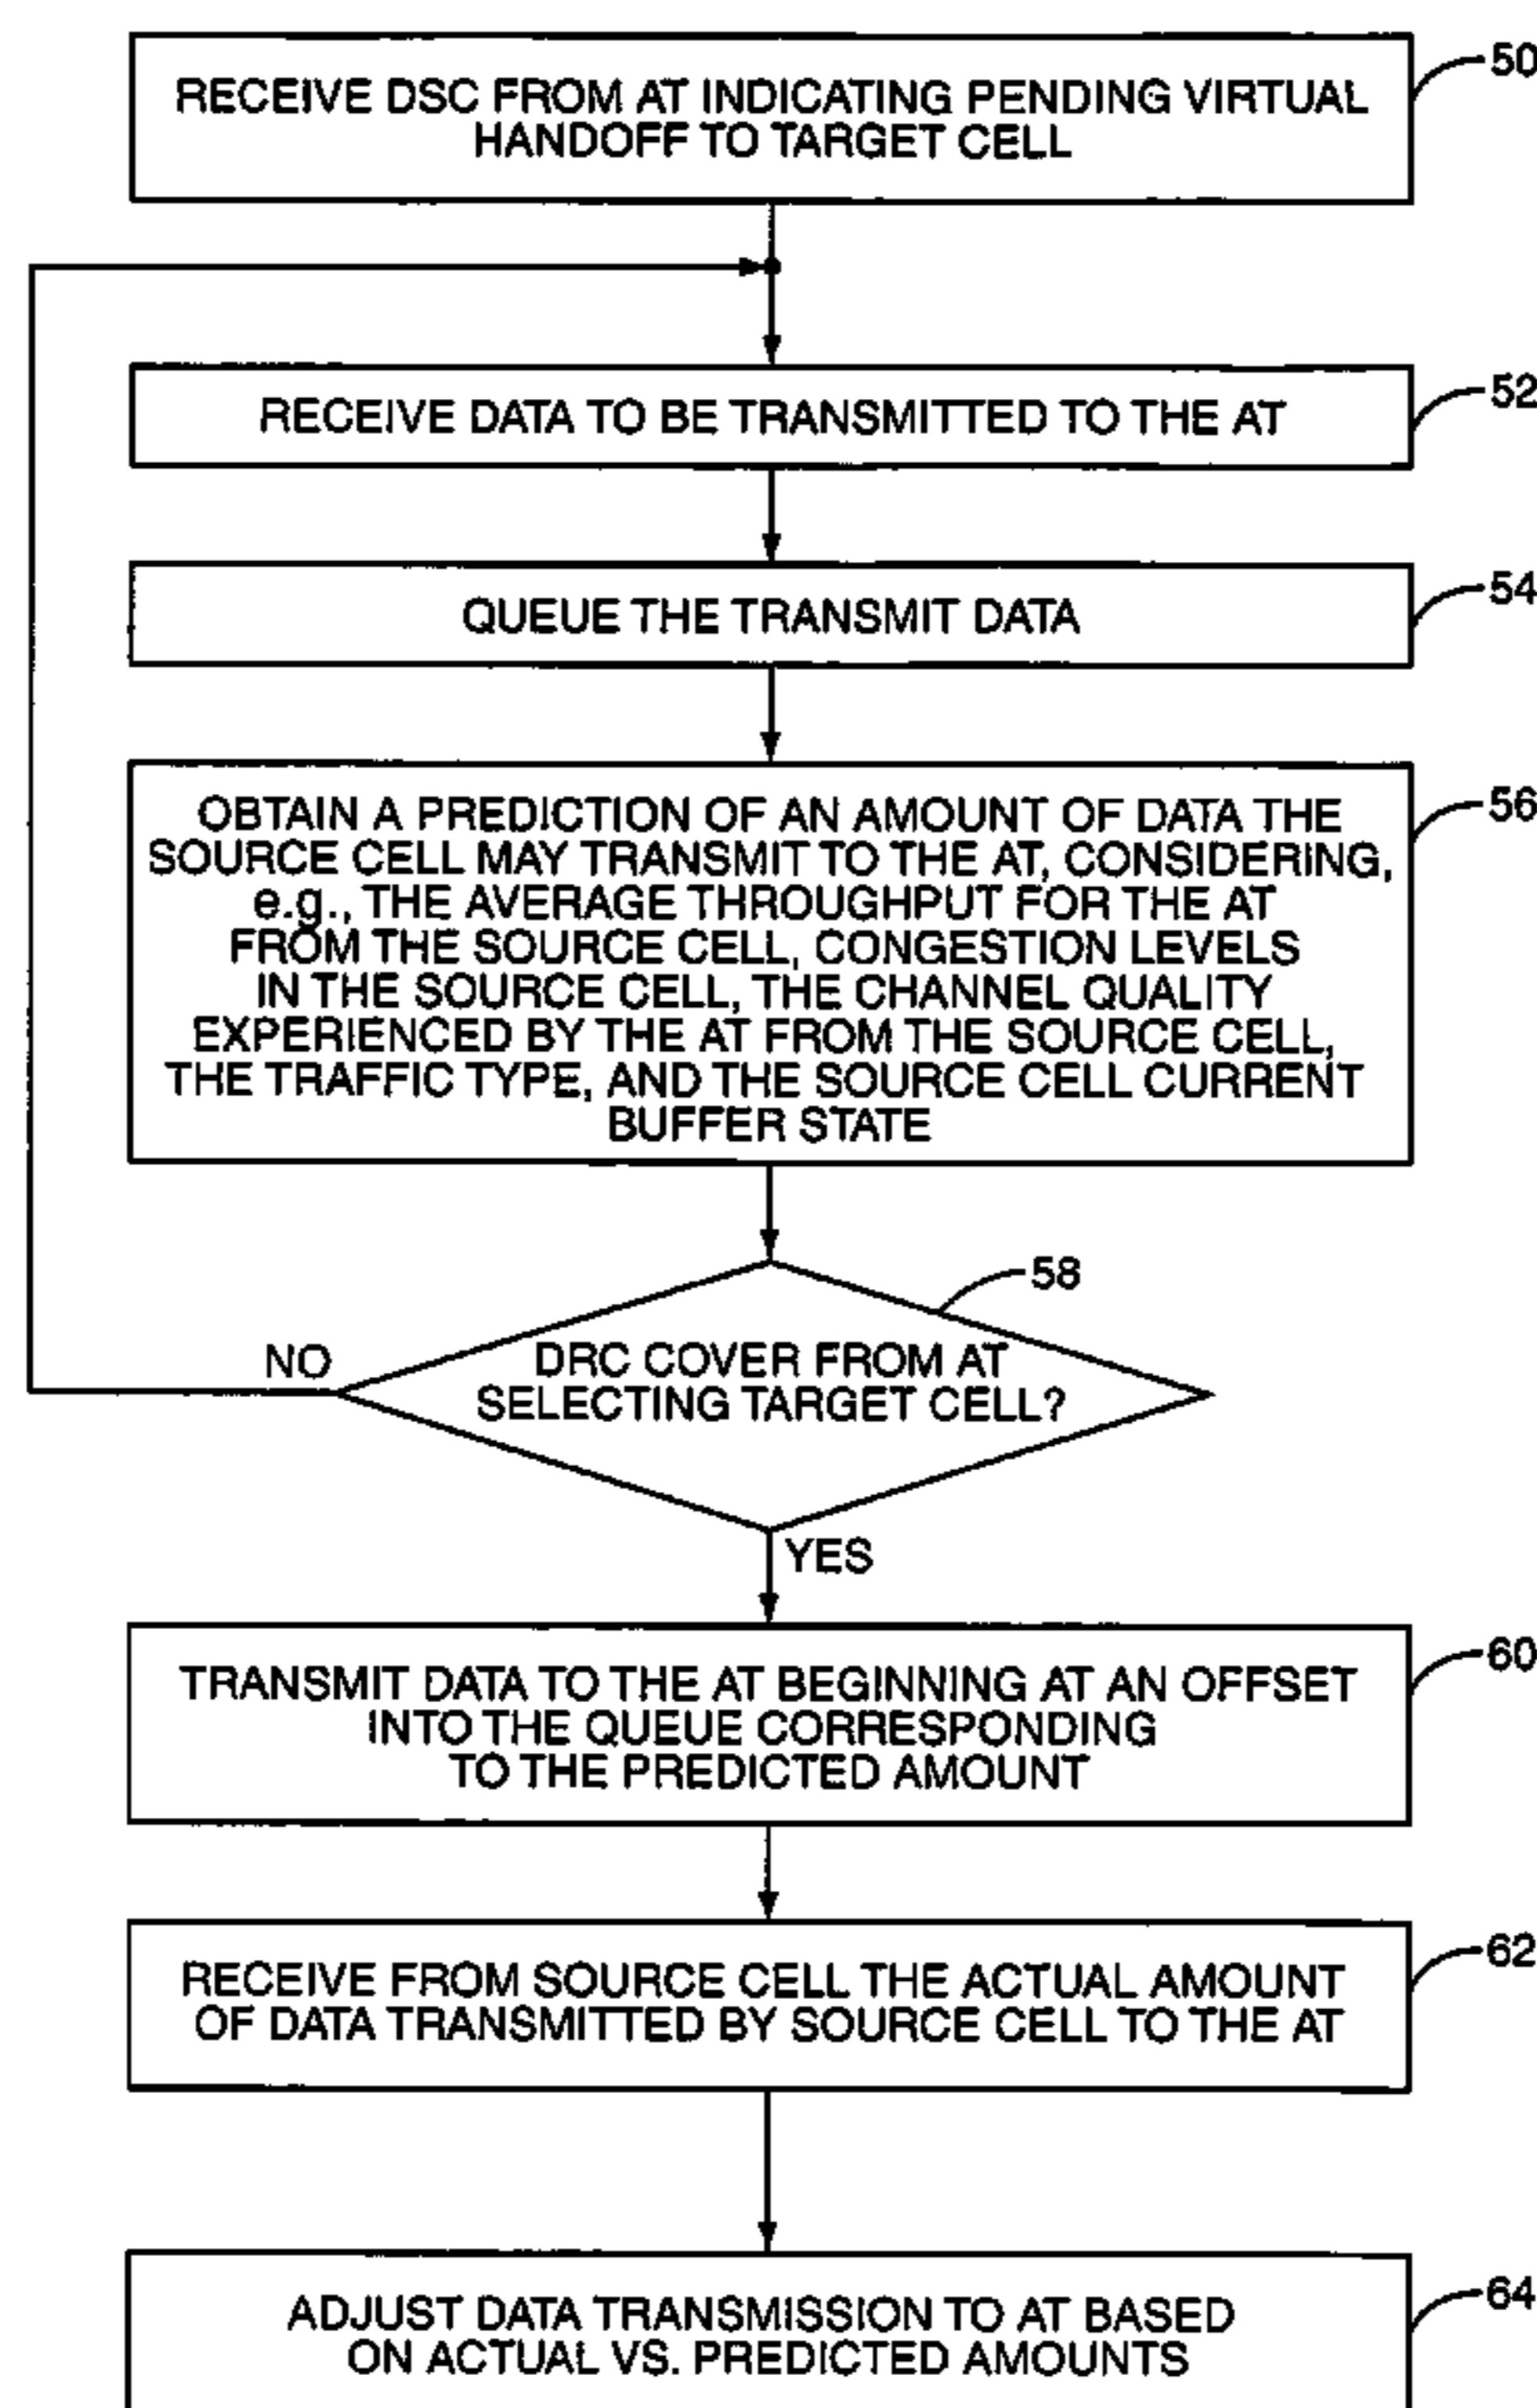 RECEIVE DSC FROM AT INDICATING PENDING VIRTUAL
HANDOFF TO TARGET CELL
50
RECEIVE DATA TO BE TRANSMITTED TO THE AT
52
QUEUE THE TRANSMIT DATA
54
OBTAIN A PREDICTION OF AN AMOUNT OF DATA THE
SOURCE CELL MAY TRANSMIT TO THE AT, CONSIDERING,
e.g., THE AVERAGE THROUGHPUT FOR THE AT
FROM THE SOURCE CELL, CONGESTION LEVELS
IN THE SOURCE CELL, THE CHANNEL QUALITY
EXPERIENCED BY THE AT FROM THE SOURCE CELL,
THE TRAFFIC TYPE, AND THE SOURCE CELL CURRENT
BUFFER STATE
56
58
DRC COVER FROM AT
SELECTING TARGET CELL?
NO
YES
TRANSMIT DATA TO THE AT BEGINNING AT AN OFFSET
INTO THE QUEUE CORRESPONDING
TO THE PREDICTED AMOUNT
60
RECEIVE FROM SOURCE CELL THE ACTUAL AMOUNT
OF DATA TRANSMITTED BY SOURCE CELL TO THE AT
62
ADJUST DATA TRANSMISSION TO AT BASED
ON ACTUAL VS. PREDICTED AMOUNTS
64